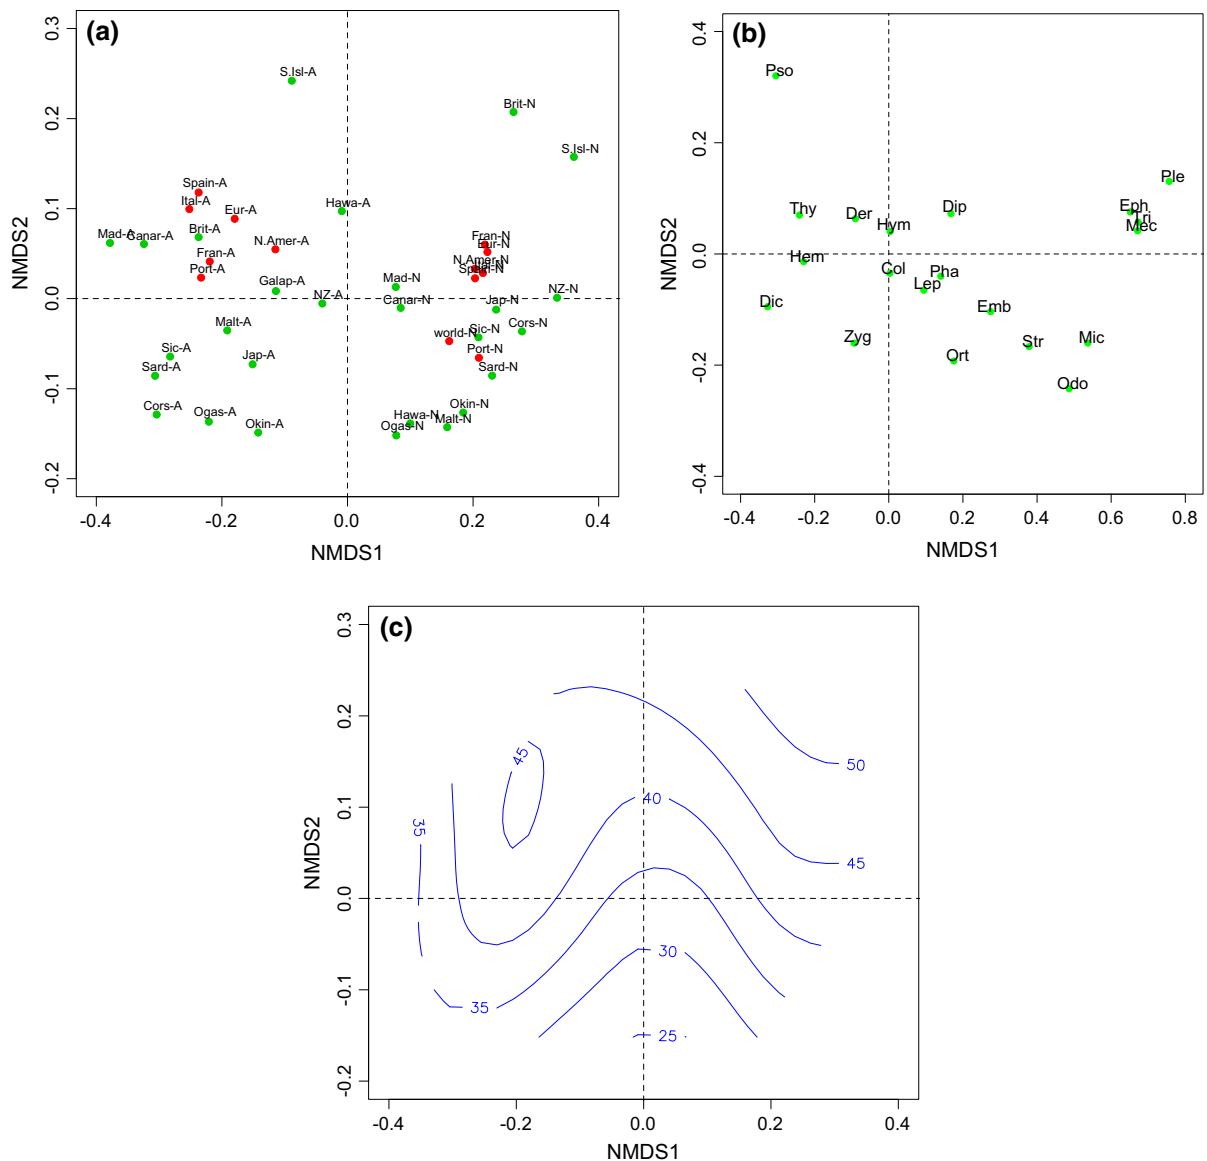 (a)
0.3
0.2
0.1
0.0
-0.1
-0.2
NMDS2
S.Isl-A
Brit-N
S.Isl-N
Spain-A
Ital-A
Eur-A
Hawa-A
Mad-A
Canar-A
Brit-A
N.Amer-A
Fran-A
Port-A
Galap-A
NZ-A
Fran-N
Eur-N
N.Amer-N
Mad-N
Canar-N
Jap-N
NZ-N
Cors-N
Sic-N
world-N
Port-N
Sard-N
Malt-A
Sic-A
Jap-A
Sard-A
Cors-A
Ogas-A
Okin-A
Okin-N
Hawa-N
Malt-N
Ogas-N
-0.4
-0.2
0.0
0.2
0.4
NMDS1
(b)
0.4
0.2
0.0
-0.2
-0.4
NMDS2
Pso
Ple
Thy
Der
Hym
Dip
Eph
Tri
Mec
Hem
Col
Pha
Lep
Dic
Emb
Zyg
Ort
Str
Mic
Odo
-0.4
-0.2
0.0
0.2
0.4
0.6
0.8
NMDS1
(c)
0.3
0.2
0.1
0.0
-0.1
-0.2
NMDS2
45
50
35
40
45
30
35
25
-0.4
-0.2
0.0
0.2
0.4
NMDS1